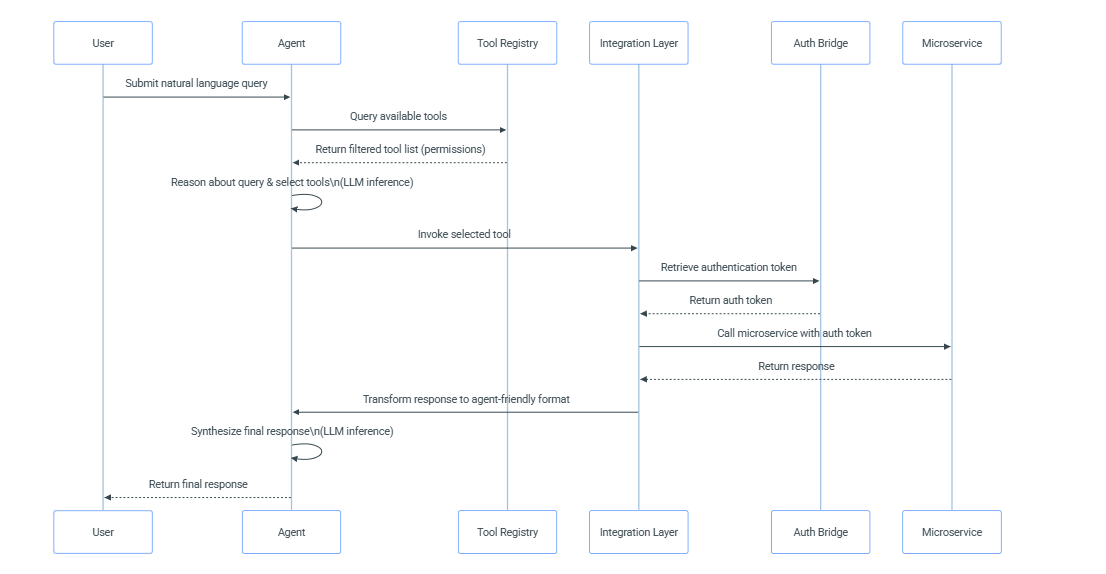 User
Agent
Tool Registry
Integration Layer
Auth Bridge
Microservice
Submit natural language query
Query available tools
Return filtered tool list (permissions)
Reason about query & select tools\n(LLM inference)
Invoke selected tool
Retrieve authentication token
Return auth token
Call microservice with auth token
Return response
Transform response to agent-friendly format
Synthesize final response\n(LLM inference)
Return final response
User
Agent
Tool Registry
Integration Layer
Auth Bridge
Microservice